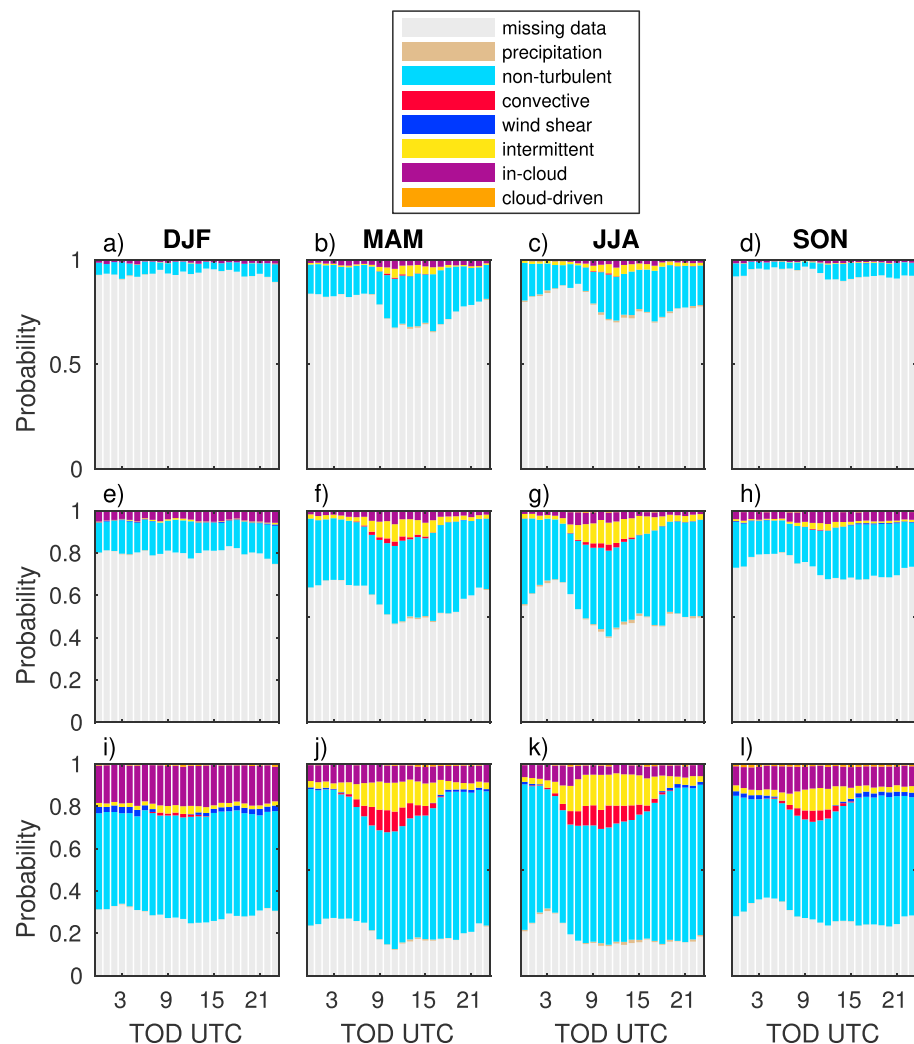 missing data
precipitation
non-turbulent
convective
wind shear
intermittent
in-cloud
cloud-driven
a) DJF b) MAM c) JJA d) SON
1
0.5
0
Probability
e) f) g) h)
1
0.8
0.6
0.4
0.2
0
Probability
i) j) k) l)
1
0.8
0.6
0.4
0.2
0
Probability
3 9 15 21 3 9 15 21 3 9 15 21 3 9 15 21
TOD UTC TOD UTC TOD UTC TOD UTC